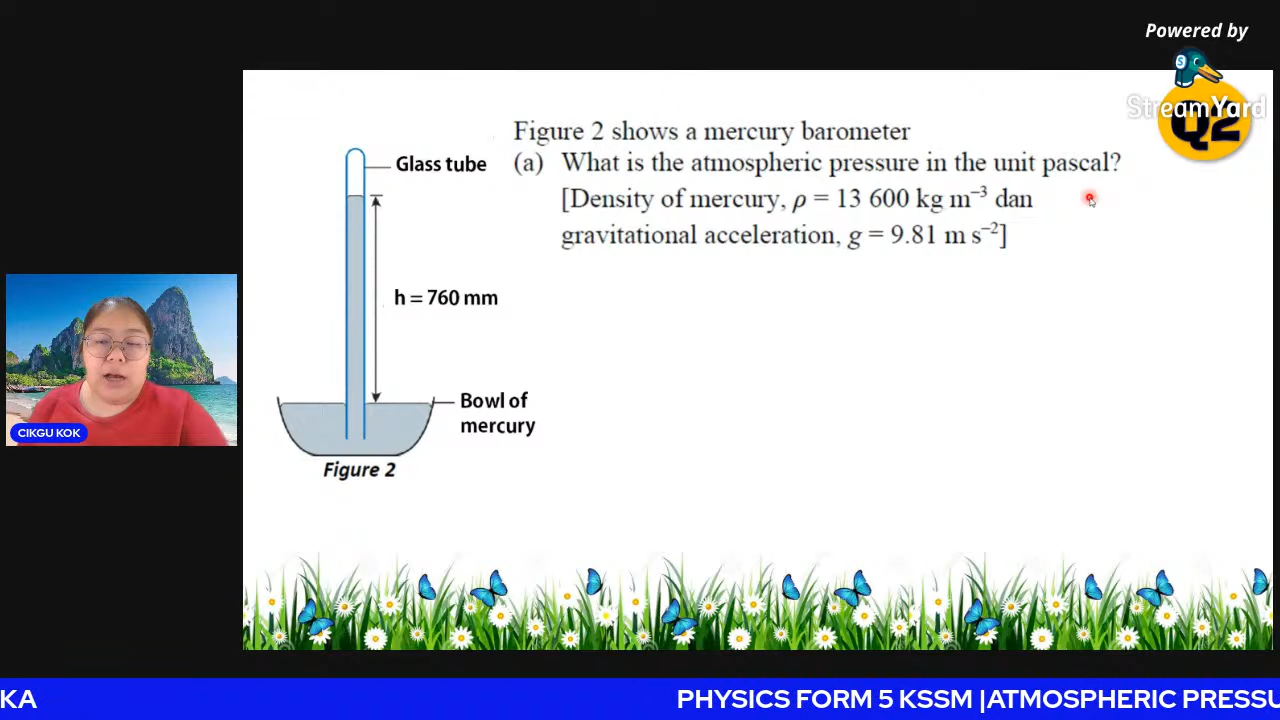 Powered by
StreamYard
Q2
Figure 2 shows a mercury barometer
(a) What is the atmospheric pressure in the unit pascal?
[Density of mercury, ρ = 13 600 kg m⁻³ dan
gravitational acceleration, g = 9.81 m s⁻²]
Glass tube
h = 760 mm
Bowl of
mercury
Figure 2
CIKGU KOK
KA
PHYSICS FORM 5 KSSM |ATMOSPHERIC PRESSU